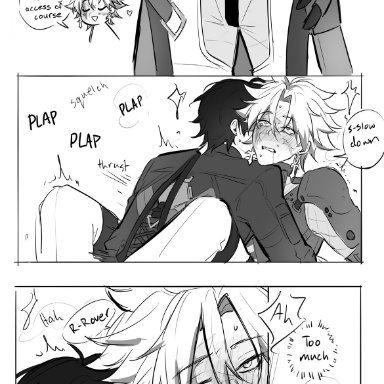 access of
course
squelch
PLAP
PLAP
PLAP
thrust
s-slow
down
Hah
R-Rover
Ah
Too
much